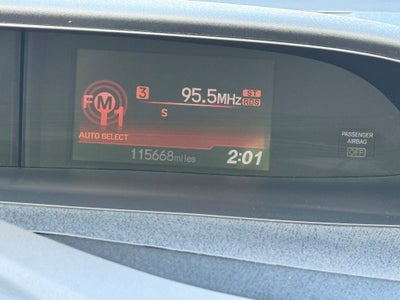 3 95.5MHz ST
RDS
FM1
S
AUTO SELECT
115668miles 2:01
PASSENGER
AIRBAG
OFF